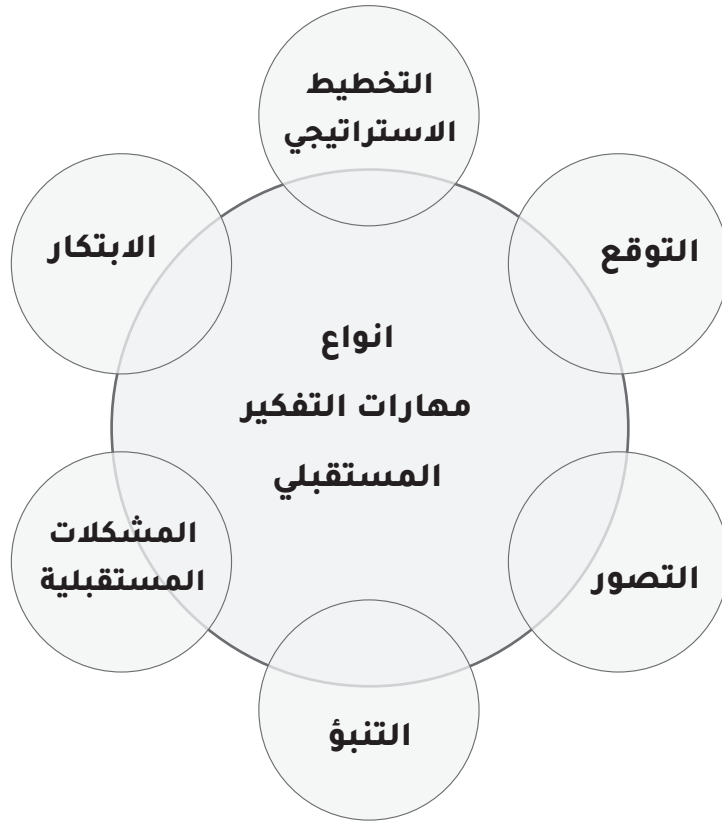 التخطيط
الاستراتيجي
التوقع
الابتكار
انواع
مهارات التفكير
المستقبلي
المشكلات
المستقبلية
التصور
التنبؤ